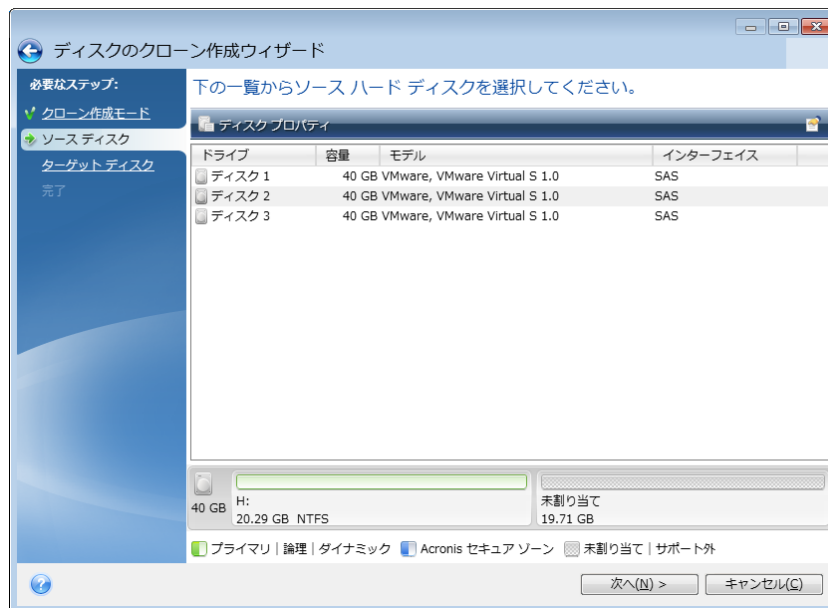 ディスクのクローン作成ウィザード
必要なステップ:
クローン作成モード
ソース ディスク
ターゲット ディスク
完了
下の一覧からソース ハード ディスクを選択してください。
ディスク プロパティ
ドライブ 容量 モデル インターフェイス
ディスク 1 40 GB VMware, VMware Virtual S 1.0 SAS
ディスク 2 40 GB VMware, VMware Virtual S 1.0 SAS
ディスク 3 40 GB VMware, VMware Virtual S 1.0 SAS
40 GB
H:
20.29 GB NTFS
未割り当て
19.71 GB
プライマリ | 論理 | ダイナミック Acronis セキュア ゾーン 未割り当て | サポート外
次へ(N) > キャンセル(C)